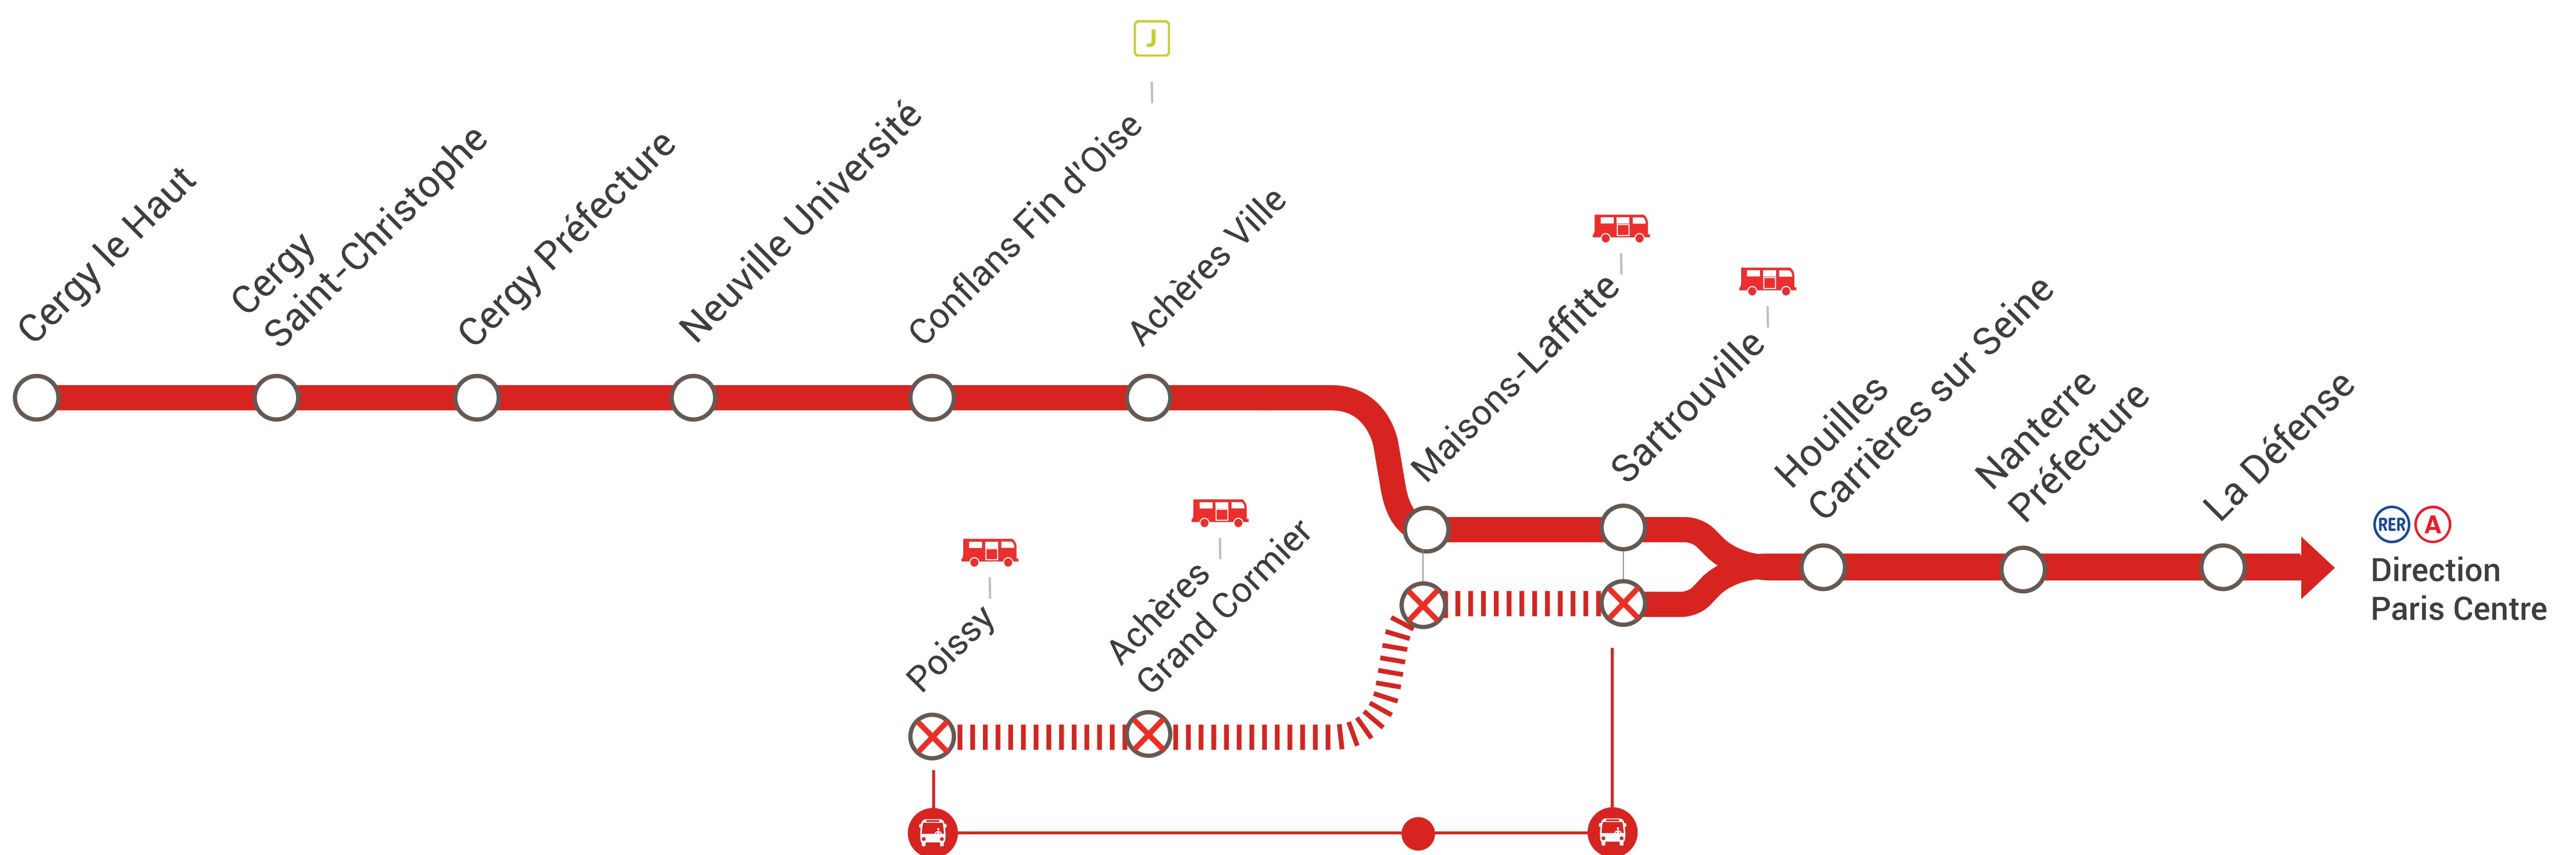 J
Cergy le Haut
Cergy
Saint-Christophe
Cergy Préfecture
Neuville Université
Conflans Fin d'Oise
Achères Ville
Maisons-Laffitte
Sartrouville
Houilles
Carrières sur Seine
Nanterre
Préfecture
La Défense
RER A
Direction
Paris Centre
Poissy
Achères
Grand Cormier